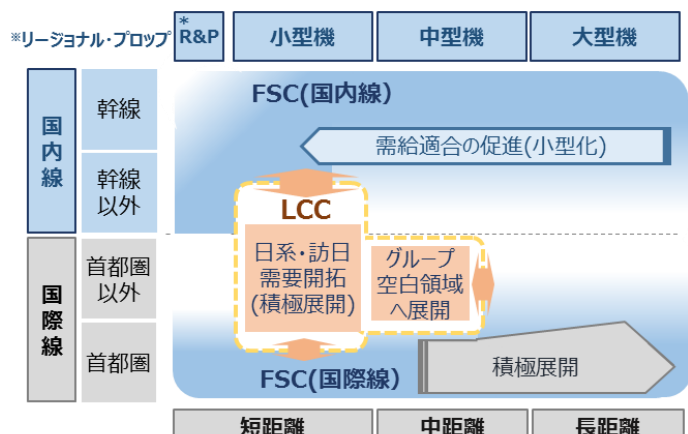 ※リージョナル・プロップ
*
R&P
小型機
中型機
大型機
国内線
幹線
幹線
以外
FSC(国内線）
需給適合の促進(小型化)
LCC
日系・訪日
需要開拓
(積極展開)
グループ
空白領域
へ展開
国際線
首都圏
以外
首都圏
FSC(国際線）
積極展開
短距離
中距離
長距離